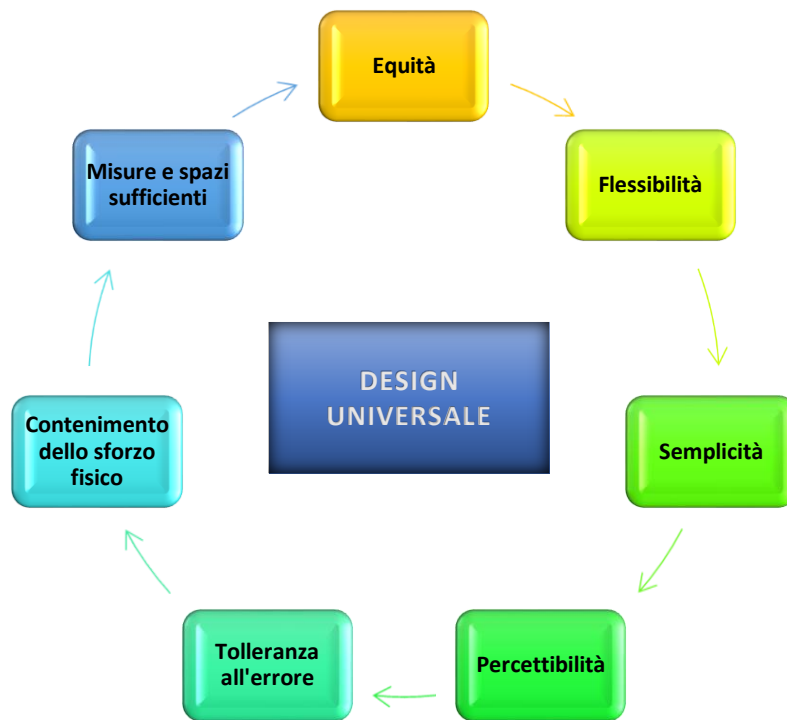 Equità
Flessibilità
Semplicità
Percettibilità
Tolleranza
all'errore
Contenimento
dello sforzo
fisico
Misure e spazi
sufficienti
DESIGN
UNIVERSALE